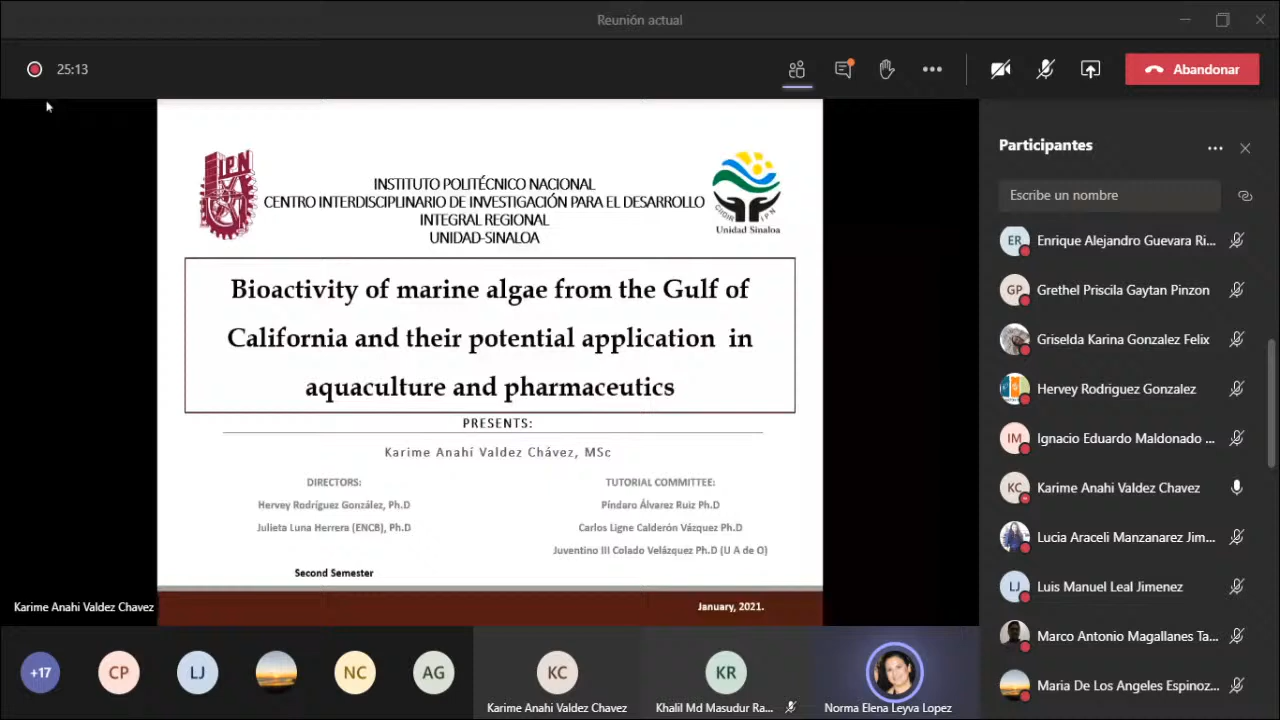 Reunión actual
25:13
Abandonar
IPN
INSTITUTO POLITÉCNICO NACIONAL
CENTRO INTERDISCIPLINARIO DE INVESTIGACIÓN PARA EL DESARROLLO
INTEGRAL REGIONAL
UNIDAD-SINALOA
CIIDIR IPN
Unidad Sinaloa
Bioactivity of marine algae from the Gulf of
California and their potential application in
aquaculture and pharmaceutics
PRESENTS:
Karime Anahí Valdez Chávez, MSc
DIRECTORS:
Hervey Rodríguez González, Ph.D
Julieta Luna Herrera (ENCB), Ph.D
TUTORIAL COMMITTEE:
Píndaro Álvarez Ruiz Ph.D
Carlos Ligne Calderón Vázquez Ph.D
Juventino III Colado Velázquez Ph.D (U A de O)
Second Semester
January, 2021.
Karime Anahi Valdez Chavez
+17
CP
LJ
NC
AG
KC
Karime Anahi Valdez Chavez
KR
Khalil Md Masudur Ra...
Norma Elena Leyva Lopez
Participantes
Escribe un nombre
ER
Enrique Alejandro Guevara Ri...
GP
Grethel Priscila Gaytan Pinzon
Griselda Karina Gonzalez Felix
Hervey Rodriguez Gonzalez
IM
Ignacio Eduardo Maldonado ...
KC
Karime Anahi Valdez Chavez
Lucia Araceli Manzanarez Jim...
LJ
Luis Manuel Leal Jimenez
Marco Antonio Magallanes Ta...
Maria De Los Angeles Espinoz...